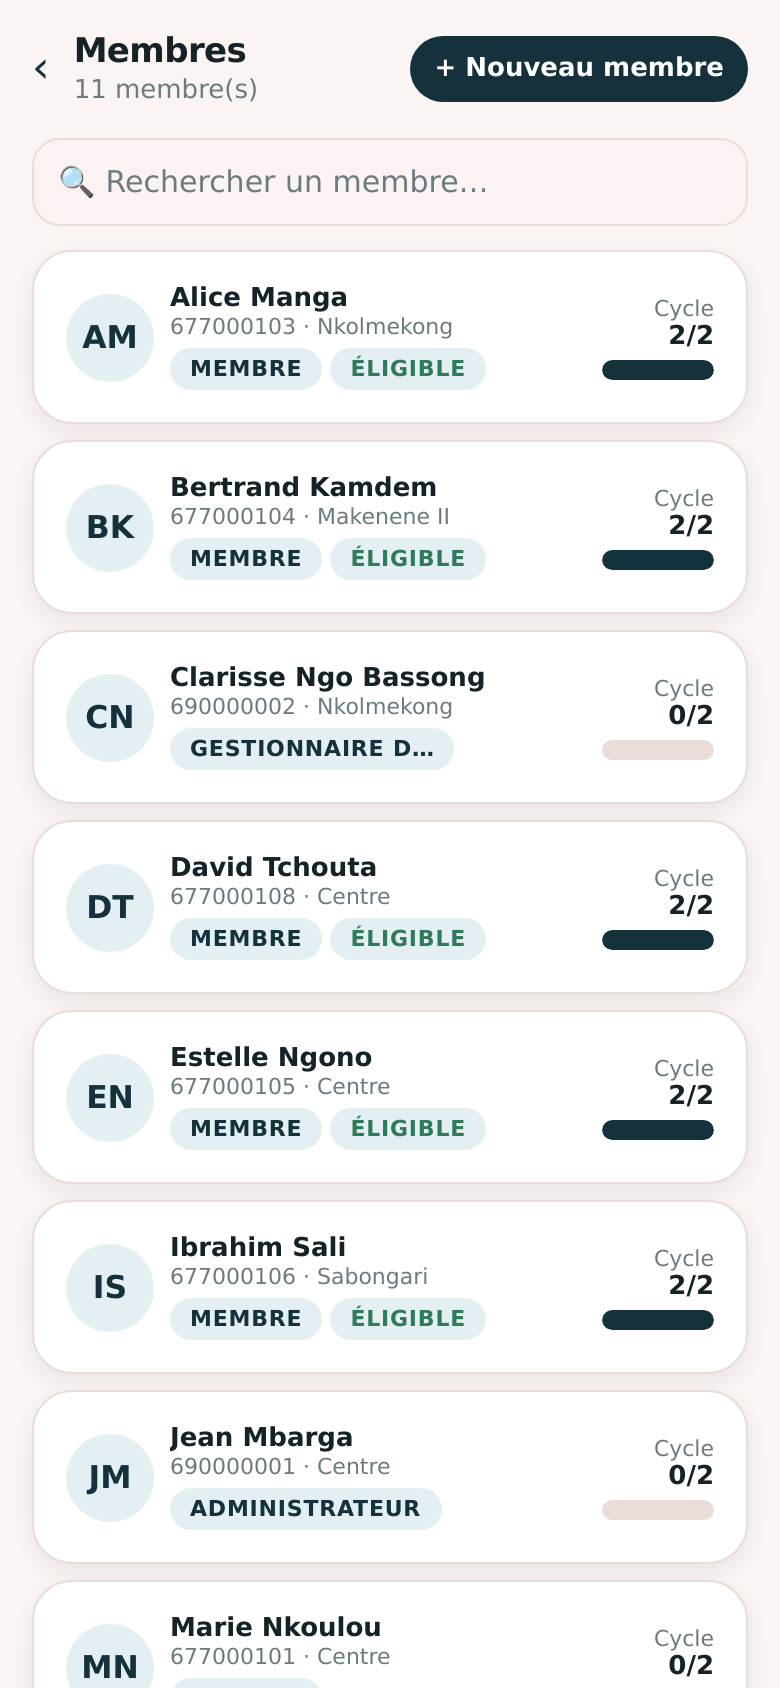 ‹
Membres
11 membre(s)
+ Nouveau membre
🔍 Rechercher un membre…
AM
Alice Manga
677000103 · Nkolmekong
MEMBRE ÉLIGIBLE
Cycle
2/2
BK
Bertrand Kamdem
677000104 · Makenene II
MEMBRE ÉLIGIBLE
Cycle
2/2
CN
Clarisse Ngo Bassong
690000002 · Nkolmekong
GESTIONNAIRE D…
Cycle
0/2
DT
David Tchouta
677000108 · Centre
MEMBRE ÉLIGIBLE
Cycle
2/2
EN
Estelle Ngono
677000105 · Centre
MEMBRE ÉLIGIBLE
Cycle
2/2
IS
Ibrahim Sali
677000106 · Sabongari
MEMBRE ÉLIGIBLE
Cycle
2/2
JM
Jean Mbarga
690000001 · Centre
ADMINISTRATEUR
Cycle
0/2
MN
Marie Nkoulou
677000101 · Centre
Cycle
0/2